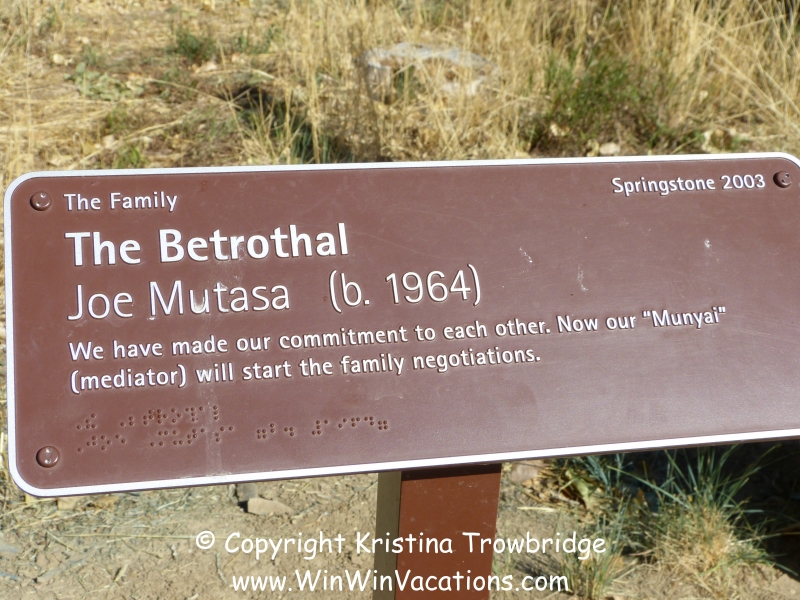 The Family
Springstone 2003
The Betrothal
Joe Mutasa (b. 1964)
We have made our commitment to each other. Now our “Munyai”
(mediator) will start the family negotiations.
© Copyright Kristina Trowbridge
www.WinWinVacations.com